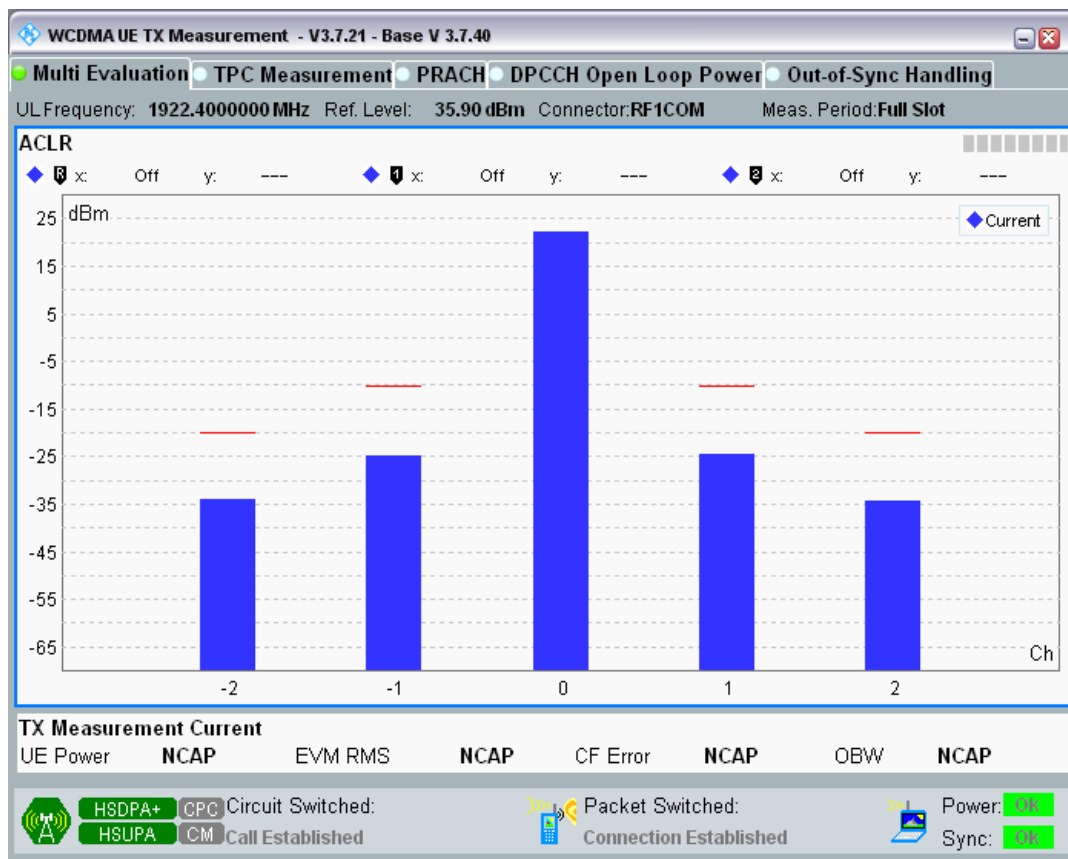 WCDMA UE TX Measurement - V3.7.21 - Base V 3.7.40
Multi Evaluation TPC Measurement PRACH DPCCH Open Loop Power Out-of-Sync Handling
UL Frequency: 1922.4000000 MHz Ref. Level: 35.90 dBm Connector:RF1COM Meas. Period:Full Slot
ACLR
R x: Off y: --- 1 x: Off y: --- 2 x: Off y: ---
25 dBm
Current
15
5
-5
-15
-25
-35
-45
-55
-65
Ch
-2 -1 0 1 2
TX Measurement Current
UE Power NCAP EVM RMS NCAP CF Error NCAP OBW NCAP
HSDPA+ CPC Circuit Switched: Packet Switched: Power: OK
HSUPA CM Call Established Connection Established Sync: OK